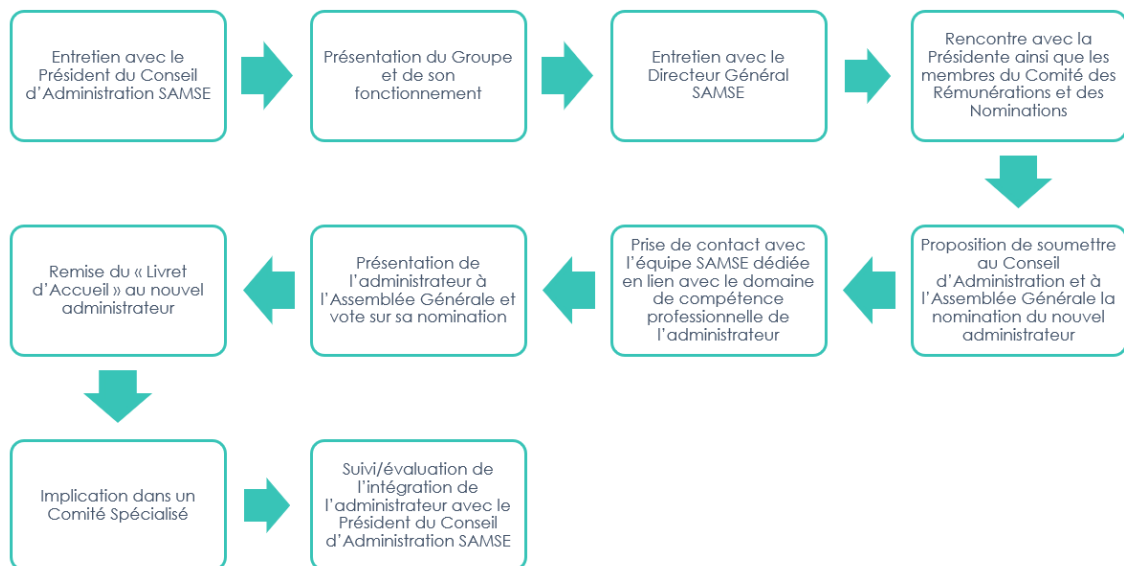 Entretien avec le
Président du Conseil
d'Administration SAMSE
Présentation du Groupe
et de son
fonctionnement
Entretien avec le
Directeur Général
SAMSE
Rencontre avec la
Présidente ainsi que les
membres du Comité des
Rémunérations et des
Nominations
Proposition de soumettre
au Conseil
d'Administration et à
l'Assemblée Générale la
nomination du nouvel
administrateur
Prise de contact avec
l'équipe SAMSE dédiée
en lien avec le domaine
de compétence
professionnelle de
l'administrateur
Présentation de
l'administrateur à
l'Assemblée Générale et
vote sur sa nomination
Remise du « Livret
d'Accueil » au nouvel
administrateur
Implication dans un
Comité Spécialisé
Suivi/évaluation de
l'intégration de
l'administrateur avec le
Président du Conseil
d'Administration SAMSE